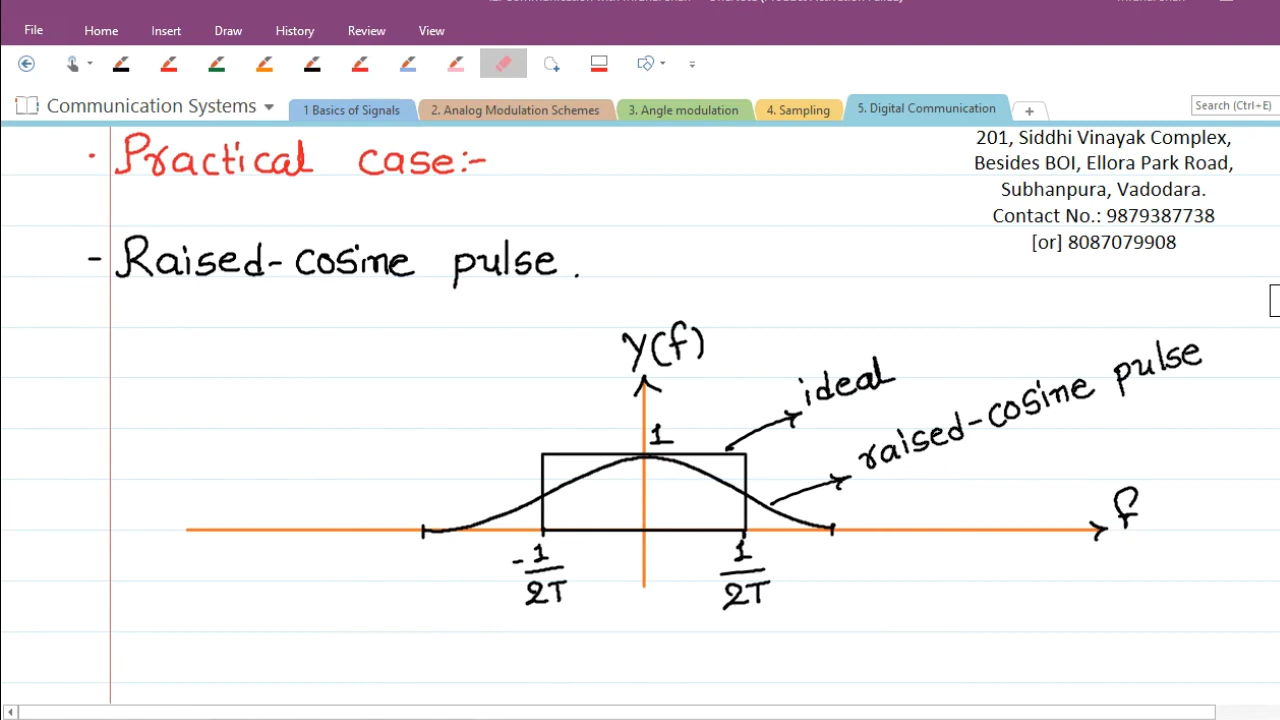 File Home Insert Draw History Review View
Communication Systems 1 Basics of Signals 2. Analog Modulation Schemes 3. Angle modulation 4. Sampling 5. Digital Communication + Search (Ctrl+E)
201, Siddhi Vinayak Complex,
Besides BOI, Ellora Park Road,
Subhanpura, Vadodara.
Contact No.: 9879387738
[or] 8087079908
· Practical case:-
- Raised-cosine pulse.
y(f)
ideal
raised-cosine pulse
1
f
-1/2T
1/2T